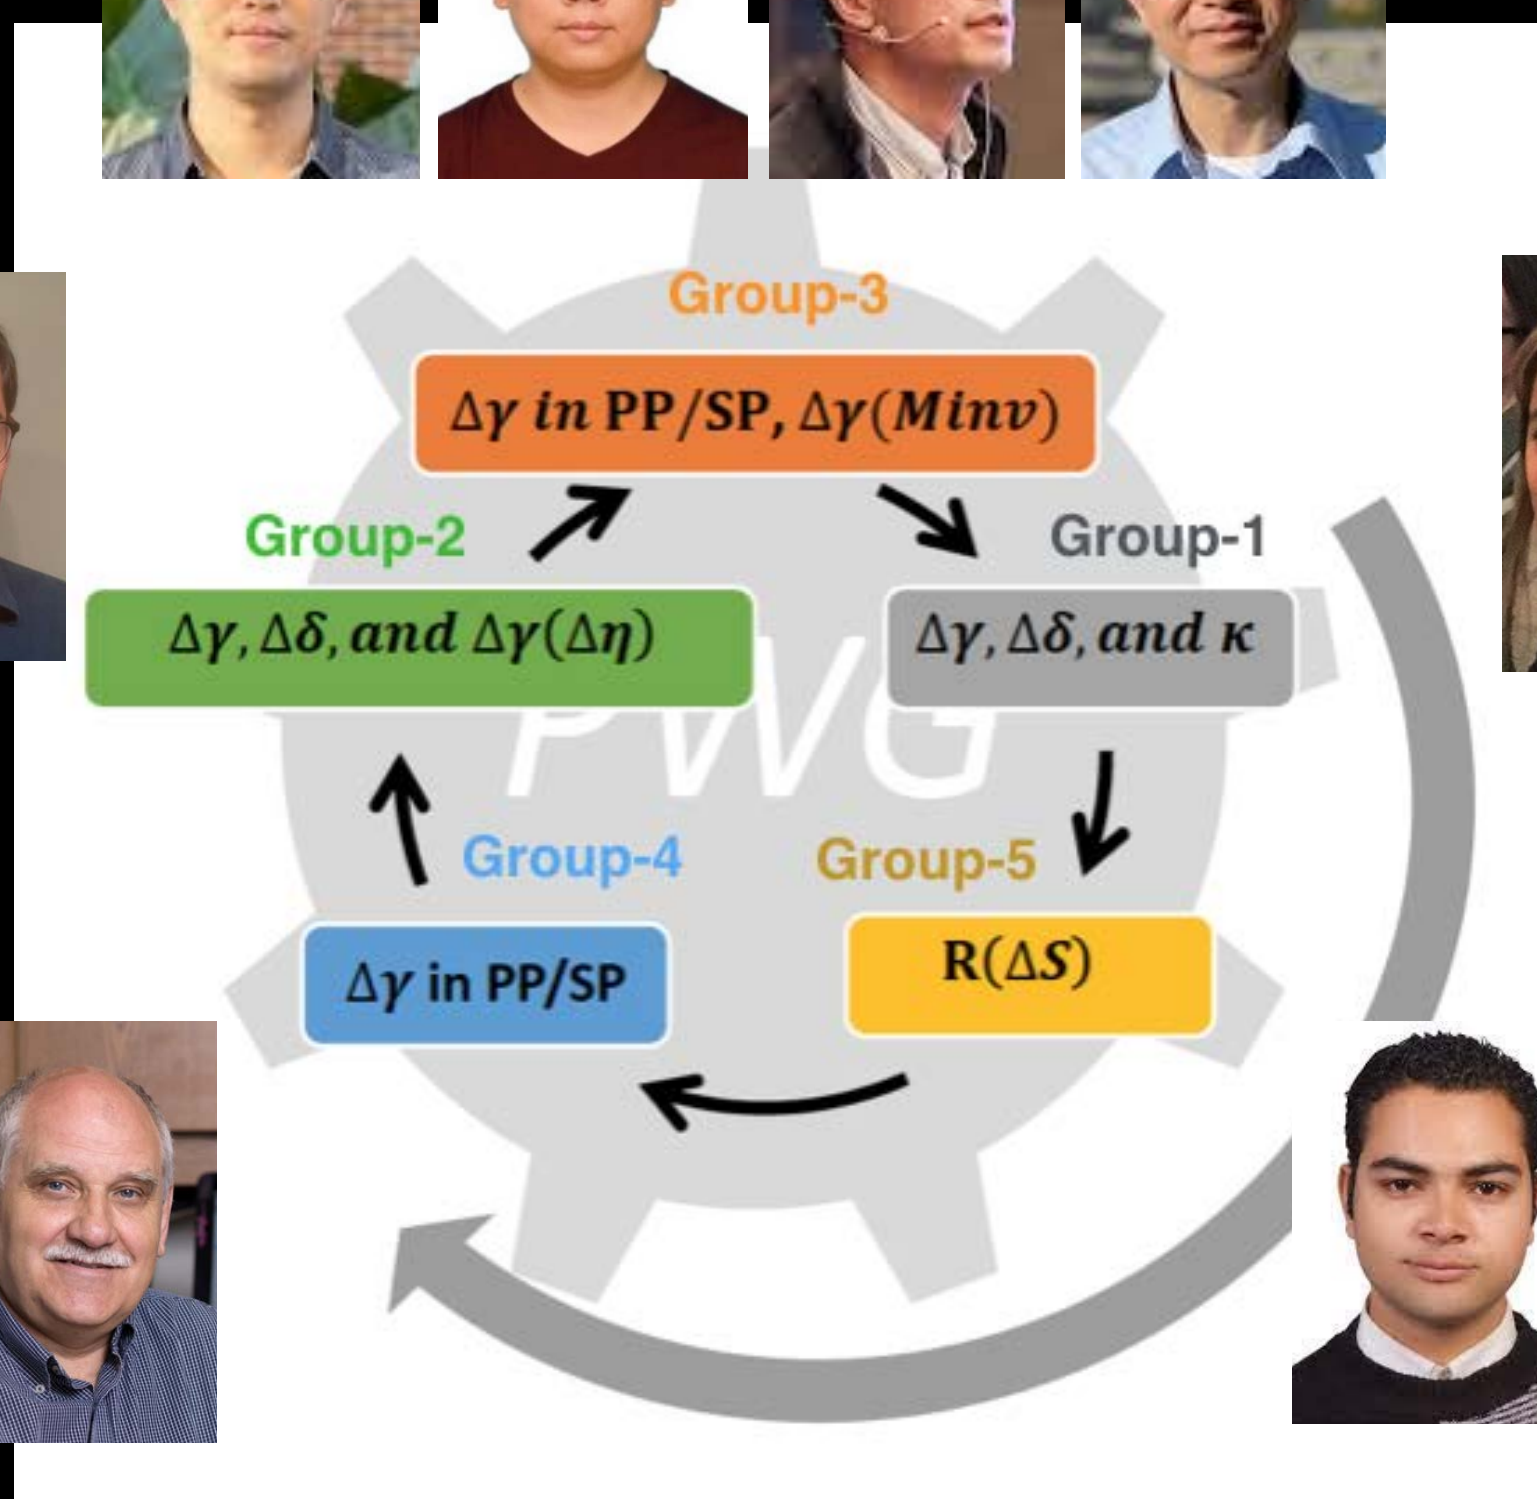 Group-3
Δγ in PP/SP, Δγ(Minv)
Group-2
Group-1
Δγ, Δδ, and Δγ(Δη)
Δγ, Δδ, and κ
PWG
Group-4
Group-5
Δγ in PP/SP
R(ΔS)